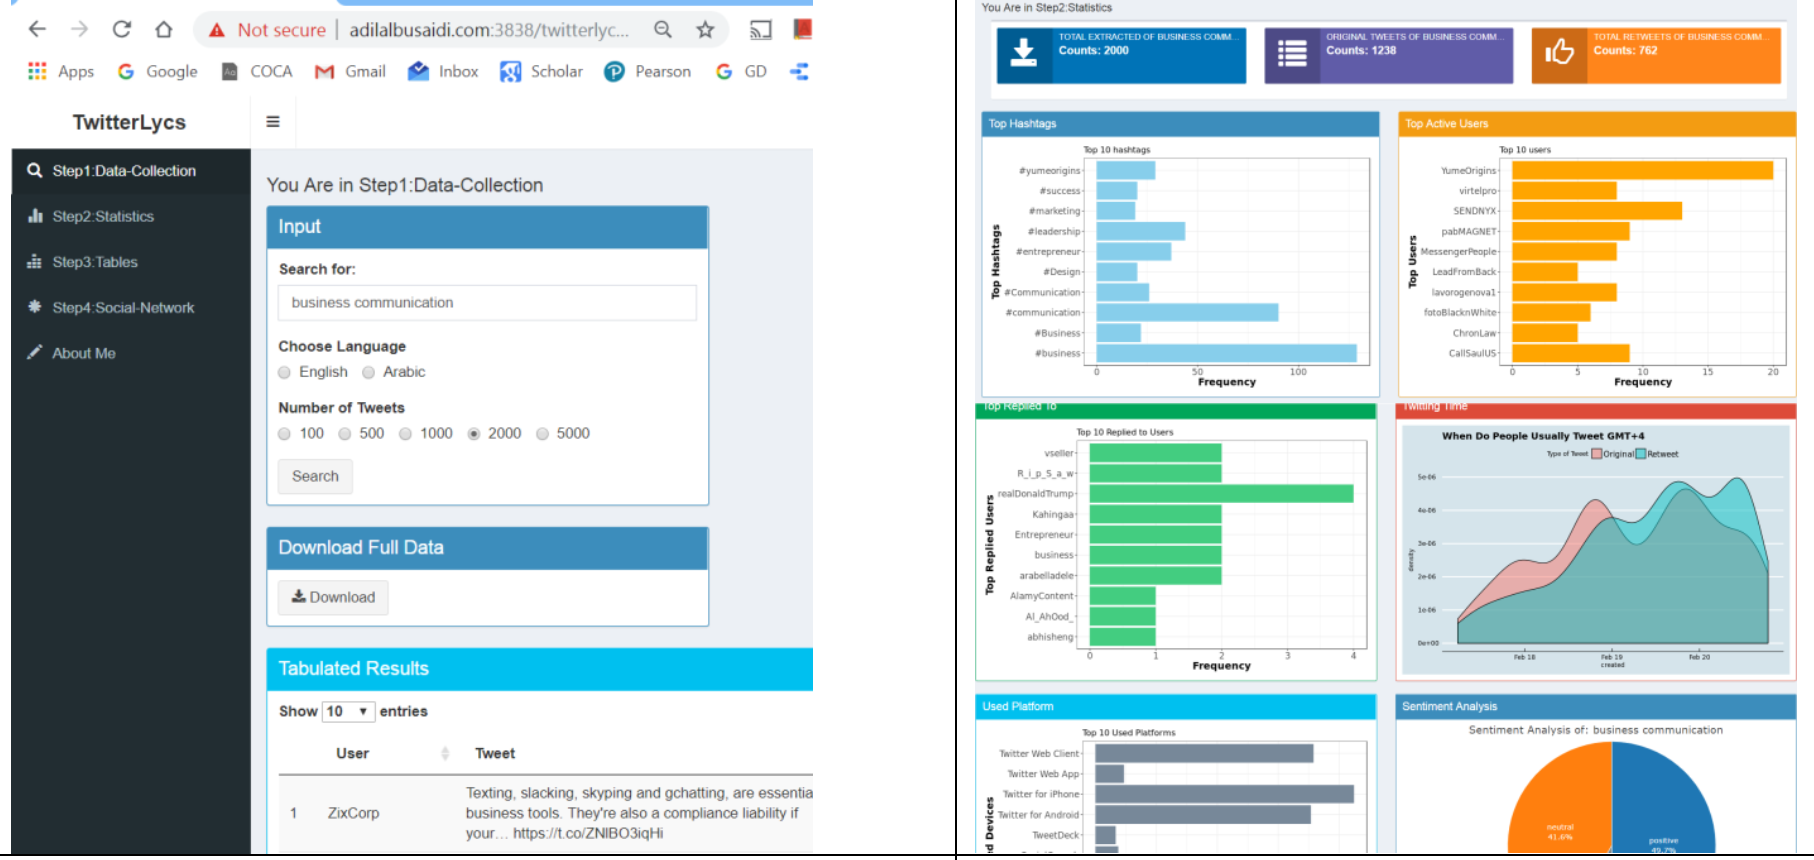 Not secure | adilalbusaidi.com:3838/twitterlyc...
Apps Google COCA Gmail Inbox Scholar Pearson GD
TwitterLycs
Step1:Data-Collection
Step2:Statistics
Step3:Tables
Step4:Social-Network
About Me
You Are in Step1:Data-Collection
Input
Search for:
business communication
Choose Language
English Arabic
Number of Tweets
100 500 1000 2000 5000
Search
Download Full Data
Download
Tabulated Results
Show 10 entries
User Tweet
1 ZixCorp
Texting, slacking, skyping and gchatting, are essentia
business tools. They're also a compliance liability if
your… https://t.co/ZNIBO3iqHi
You Are in Step2:Statistics
TOTAL EXTRACTED OF BUSINESS COMM...
Counts: 2000
ORIGINAL TWEETS OF BUSINESS COMM...
Counts: 1238
TOTAL RETWEETS OF BUSINESS COMM...
Counts: 762
Top Hashtags
Top 10 hashtags
Top Hashtags
#yumeorigins
#success
#marketing
#leadership
#entrepreneur
#Design
#Communication
#communication
#Business
#business
0 50 100
Frequency
Top Active Users
Top 10 users
Top Users
YumeOrigins
virtelpro
SENDNYX
pabMAGNET
MessengerPeople
LeadFromBack
lavorogenova1
fotoBlacknWhite
ChronLaw
CallSaulUS
0 5 10 15 20
Frequency
Top Replied To
Top 10 Replied to Users
Top Replied Users
vseller
R_i_p_S_a_w
realDonaldTrump
Kahingaa
Entrepreneur
business
arabelladele
AlamyContent
Al_AhOod_
abhisheng
0 1 2 3 4
Frequency
Twitting Time
When Do People Usually Tweet GMT+4
Type of Tweet Original Retweet
density
5e-06
4e-06
3e-06
2e-06
1e-06
0e+00
Feb 18 Feb 19 Feb 20
created
Used Platform
Top 10 Used Platforms
Twitter Web Client
Twitter Web App
Twitter for iPhone
Twitter for Android
TweetDeck
Devices
Sentiment Analysis
Sentiment Analysis of: business communication
neutral
41.6%
positive
49.7%